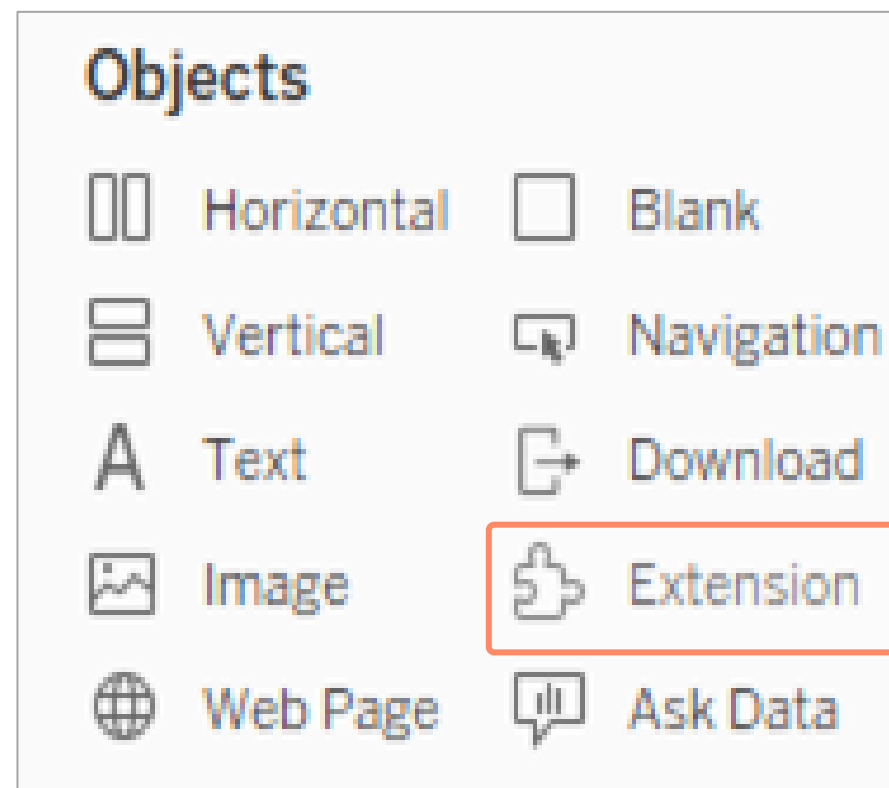 Objects
Horizontal Blank
Vertical Navigation
Text Download
Image Extension
Web Page Ask Data